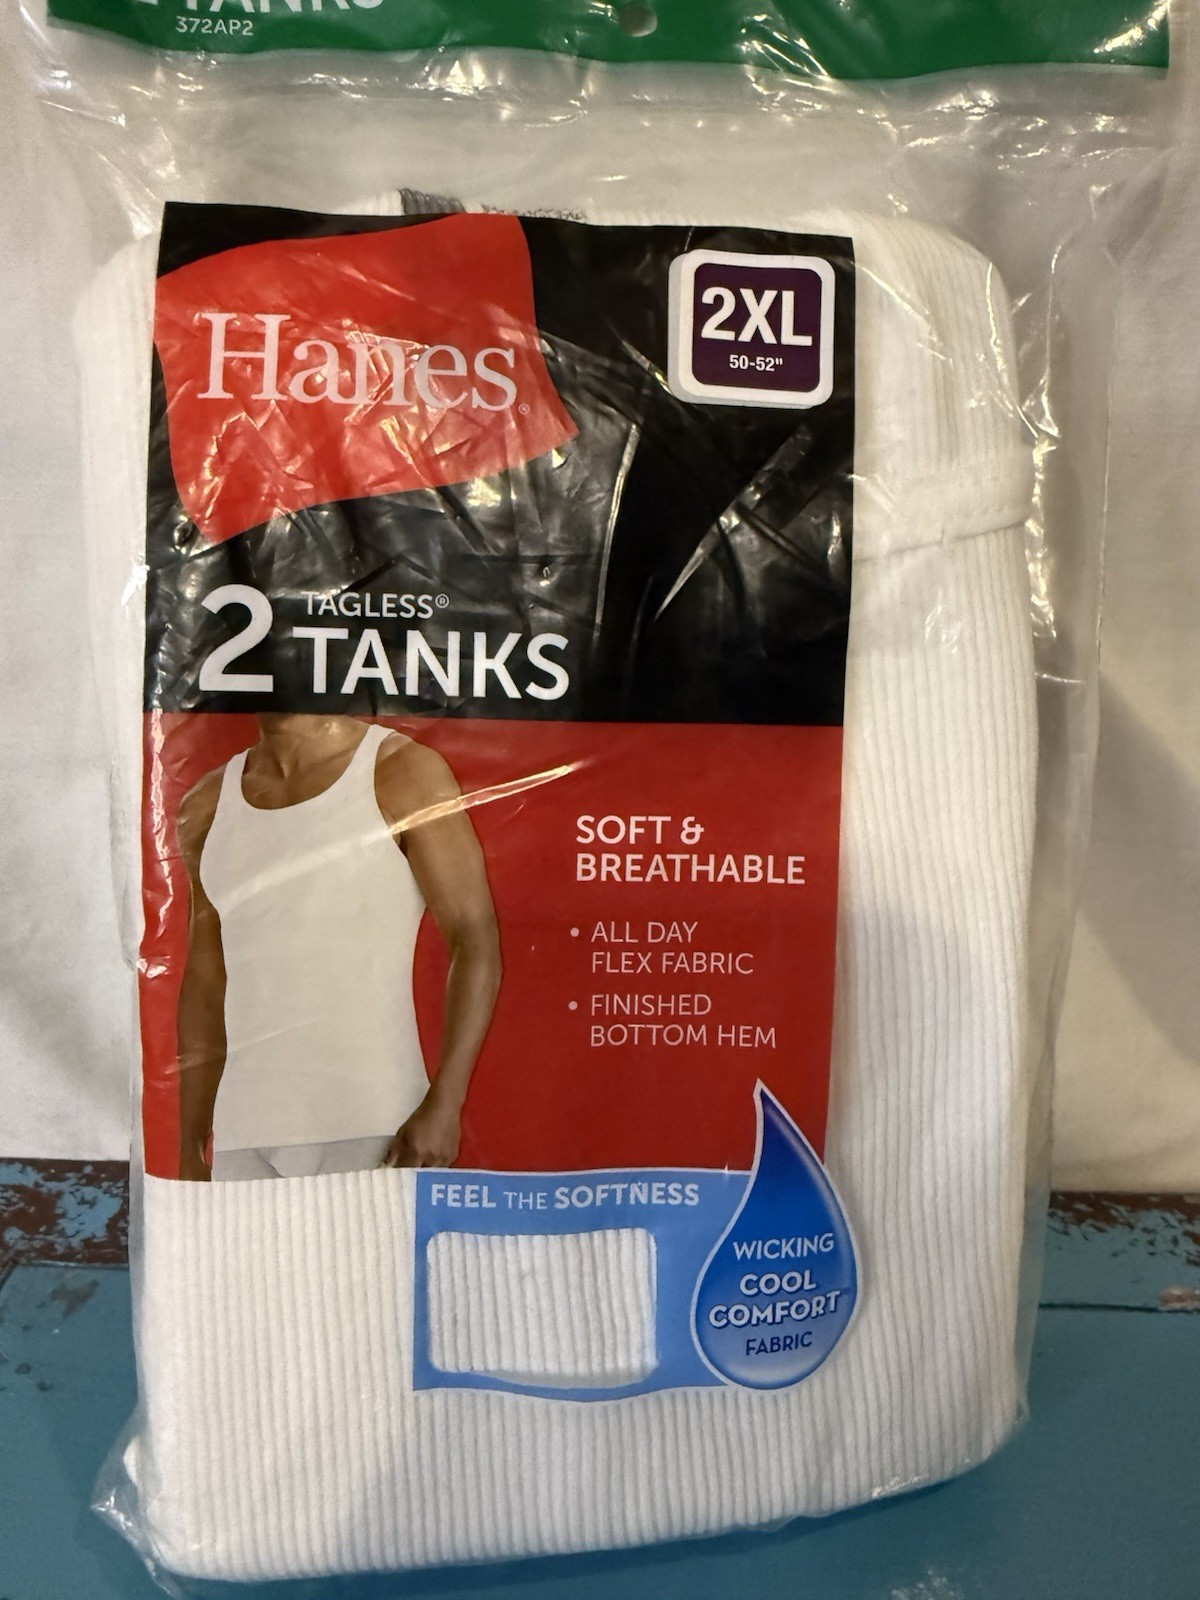 TANKS
372AP2
Hanes®
2XL
50-52"
2 TAGLESS®
TANKS
SOFT &
BREATHABLE
• ALL DAY
FLEX FABRIC
• FINISHED
BOTTOM HEM
FEEL THE SOFTNESS
WICKING
COOL
COMFORT
FABRIC